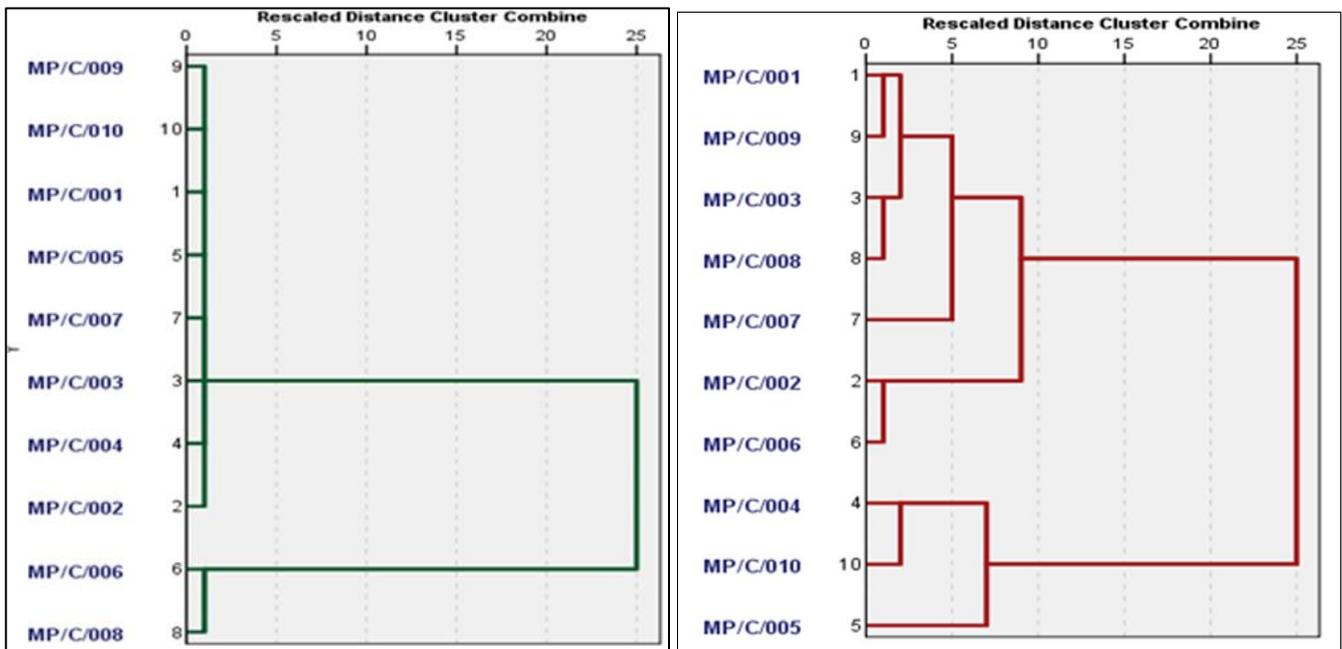 Rescaled Distance Cluster Combine
0 5 10 15 20 25
MP/C/009 9
MP/C/010 10
MP/C/001 1
MP/C/005 5
MP/C/007 7
Y
MP/C/003 3
MP/C/004 4
MP/C/002 2
MP/C/006 6
MP/C/008 8
Rescaled Distance Cluster Combine
0 5 10 15 20 25
MP/C/001 1
MP/C/009 9
MP/C/003 3
MP/C/008 8
MP/C/007 7
MP/C/002 2
MP/C/006 6
MP/C/004 4
MP/C/010 10
MP/C/005 5